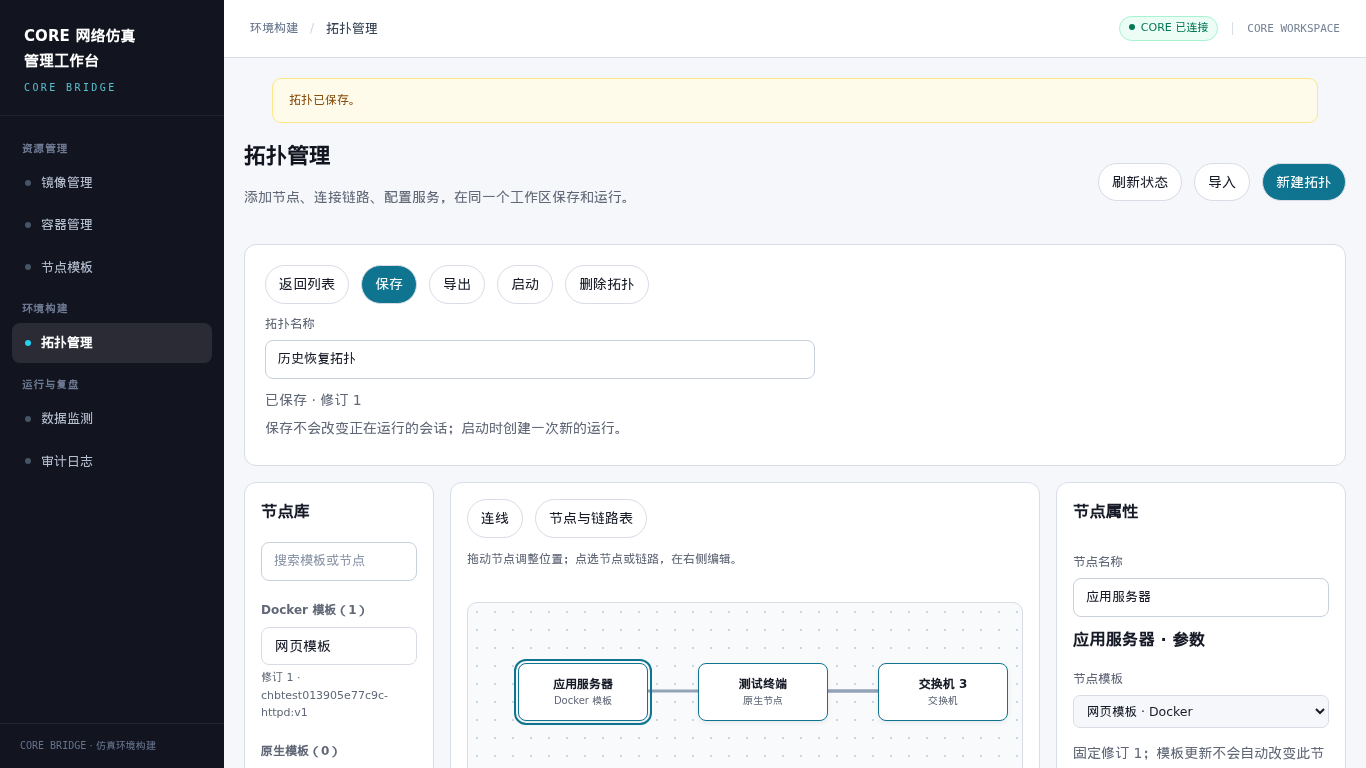 CORE 网络仿真
管理工作台
CORE BRIDGE
资源管理
镜像管理
容器管理
节点模板
环境构建
拓扑管理
运行与复盘
数据监测
审计日志
CORE BRIDGE · 仿真环境构建
环境构建 / 拓扑管理
CORE 已连接
CORE WORKSPACE
拓扑已保存。
拓扑管理
添加节点、连接链路、配置服务，在同一个工作区保存和运行。
刷新状态 导入 新建拓扑
返回列表 保存 导出 启动 删除拓扑
拓扑名称
历史恢复拓扑
已保存 · 修订 1
保存不会改变正在运行的会话；启动时创建一次新的运行。
节点库
搜索模板或节点
Docker 模板（1）
网页模板
修订 1 ·
chbtest013905e77c9c-
httpd:v1
原生模板（0）
连线 节点与链路表
拖动节点调整位置；点选节点或链路，在右侧编辑。
应用服务器
Docker 模板
测试终端
原生节点
交换机 3
交换机
节点属性
节点名称
应用服务器
应用服务器 · 参数
节点模板
网页模板 · Docker
固定修订 1；模板更新不会自动改变此节